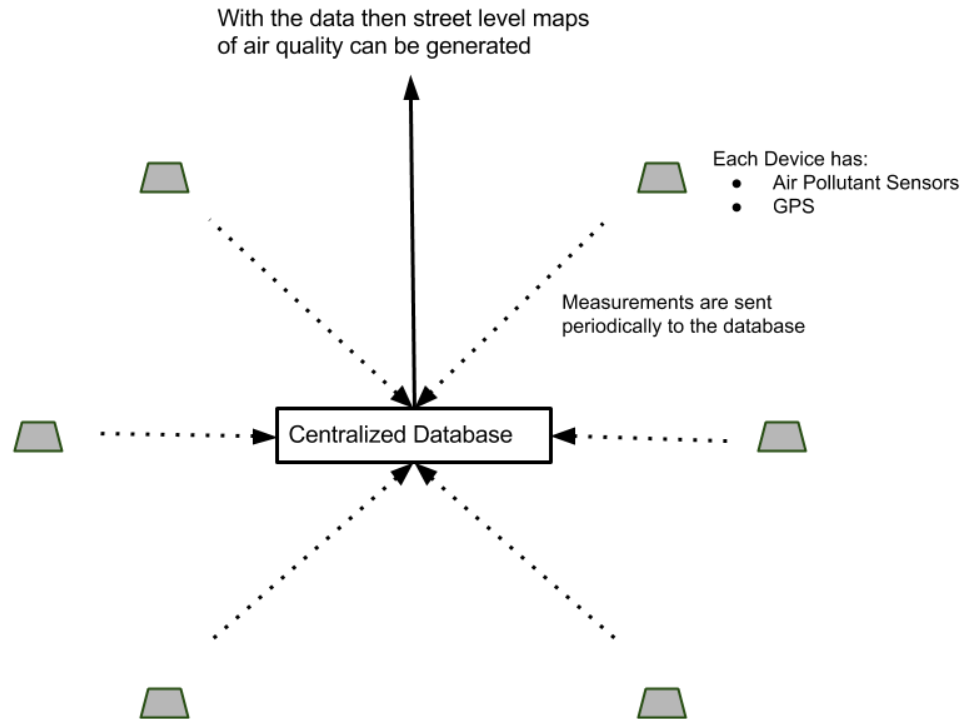 With the data then street level maps
of air quality can be generated
Each Device has:
● Air Pollutant Sensors
● GPS
Measurements are sent
periodically to the database
Centralized Database